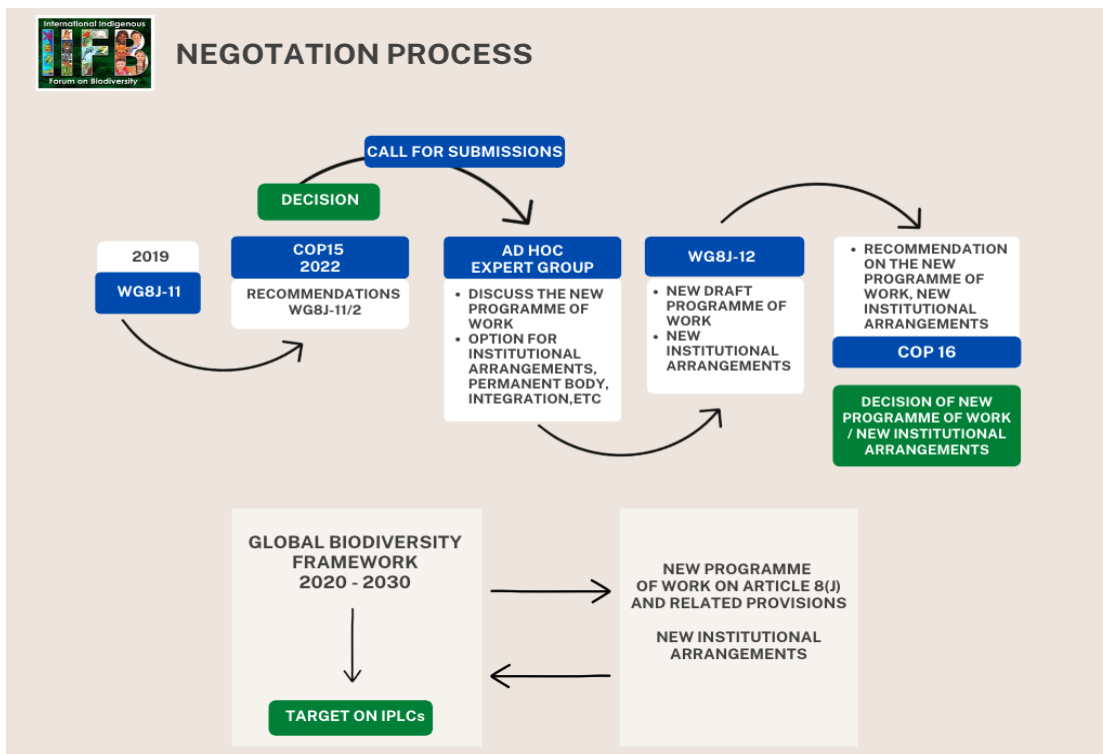 International Indigenous
IIFB
Forum on Biodiversity
NEGOTATION PROCESS
CALL FOR SUBMISSIONS
DECISION
2019
WG8J-11
COP15
2022
RECOMMENDATIONS
WG8J-11/2
AD HOC
EXPERT GROUP
• DISCUSS THE NEW
PROGRAMME OF
WORK
• OPTION FOR
INSTITUTIONAL
ARRANGEMENTS,
PERMANENT BODY,
INTEGRATION,ETC
WG8J-12
• NEW DRAFT
PROGRAMME OF
WORK
• NEW
INSTITUTIONAL
ARRANGEMENTS
• RECOMMENDATION
ON THE NEW
PROGRAMME OF
WORK, NEW
INSTITUTIONAL
ARRANGEMENTS
COP 16
DECISION OF NEW
PROGRAMME OF WORK
/ NEW INSTITUTIONAL
ARRANGEMENTS
GLOBAL BIODIVERSITY
FRAMEWORK
2020 - 2030
TARGET ON IPLCs
NEW PROGRAMME
OF WORK ON ARTICLE 8(J)
AND RELATED PROVISIONS
NEW INSTITUTIONAL
ARRANGEMENTS